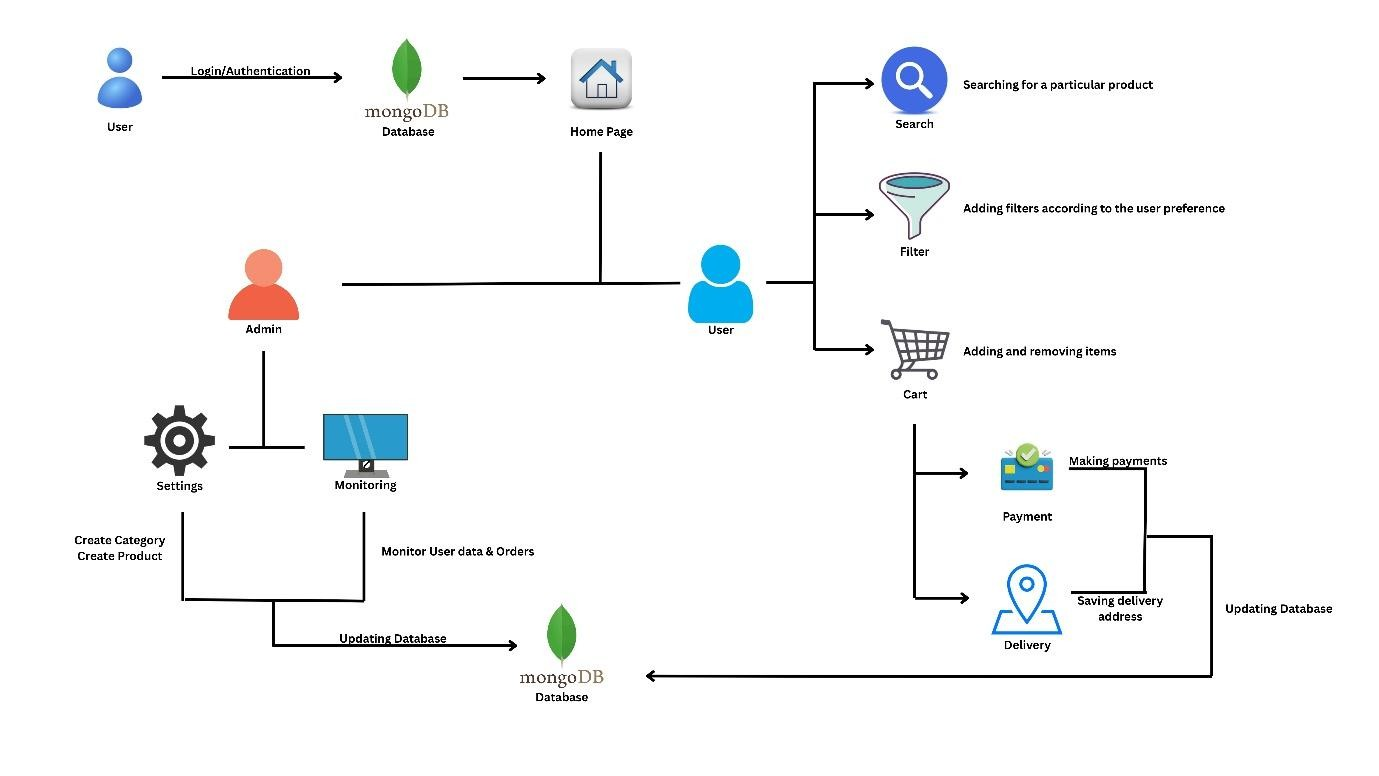 Login/Authentication
User
mongoDB
Database
Home Page
Search
Searching for a particular product
Filter
Adding filters according to the user preference
Cart
Adding and removing items
Admin
User
Settings
Monitoring
Create Category
Create Product
Monitor User data & Orders
Making payments
Payment
Saving delivery
address
Delivery
Updating Database
Updating Database
mongoDB
Database